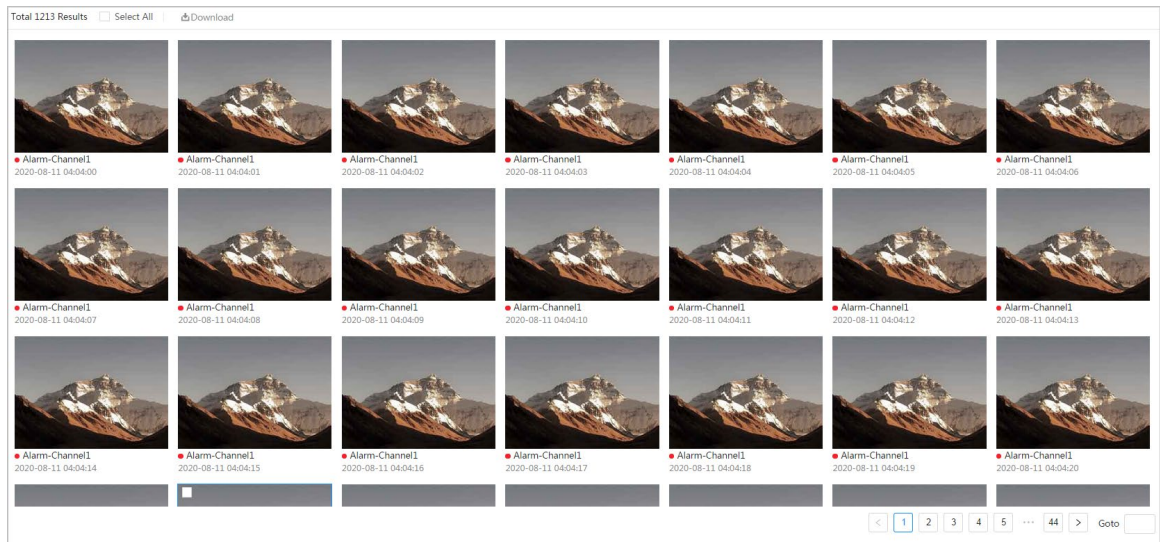 Total 1213 Results Select All Download
Alarm-Channel1 Alarm-Channel1 Alarm-Channel1 Alarm-Channel1 Alarm-Channel1 Alarm-Channel1 Alarm-Channel1
2020-08-11 04:04:00 2020-08-11 04:04:01 2020-08-11 04:04:02 2020-08-11 04:04:03 2020-08-11 04:04:04 2020-08-11 04:04:05 2020-08-11 04:04:06
Alarm-Channel1 Alarm-Channel1 Alarm-Channel1 Alarm-Channel1 Alarm-Channel1 Alarm-Channel1 Alarm-Channel1
2020-08-11 04:04:07 2020-08-11 04:04:08 2020-08-11 04:04:09 2020-08-11 04:04:10 2020-08-11 04:04:11 2020-08-11 04:04:12 2020-08-11 04:04:13
Alarm-Channel1 Alarm-Channel1 Alarm-Channel1 Alarm-Channel1 Alarm-Channel1 Alarm-Channel1 Alarm-Channel1
2020-08-11 04:04:14 2020-08-11 04:04:15 2020-08-11 04:04:16 2020-08-11 04:04:17 2020-08-11 04:04:18 2020-08-11 04:04:19 2020-08-11 04:04:20
< 1 2 3 4 5 ··· 44 > Goto